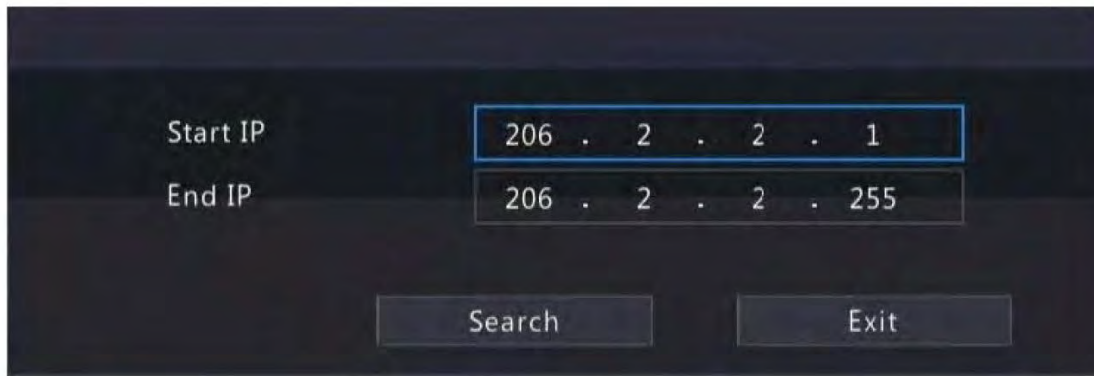 Start IP 206 . 2 . 2 . 1
End IP 206 . 2 . 2 . 255
Search Exit